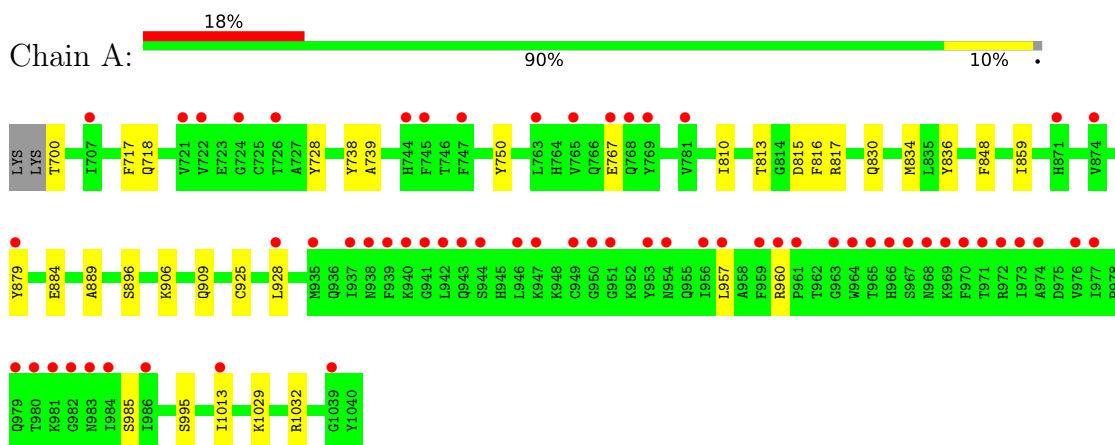 18%
Chain A:
90% 10% •
LYS LYS T700 I707 F717 Q718 V721 V722 E723 G724 C725 T726 A727 Y728 Y738 A739 H744 F745 T746 F747 Y750 L763 H764 V765 Q766 E767 Q768 Y769 V781 I810 T813 G814 D815 F816 R817 Q830 M834 L835 Y836 F848 I859 H871 V874
Y879 E884 A889 S896 K906 Q909 C925 L928 M935 Q936 I937 N938 F939 K940 G941 L942 Q943 S944 H945 L946 K947 K948 C949 G950 G951 K952 Y953 N954 Q955 I956 L957 A958 F959 R960 P961 T962 G963 W964 T965 H966 S967 N968 K969 F970 T971 R972 I973 A974 D975 V976 I977
Q979 T980 K981 G982 N983 I984 S985 I986 S995 I1013 K1029 R1032 G1039 Y1040